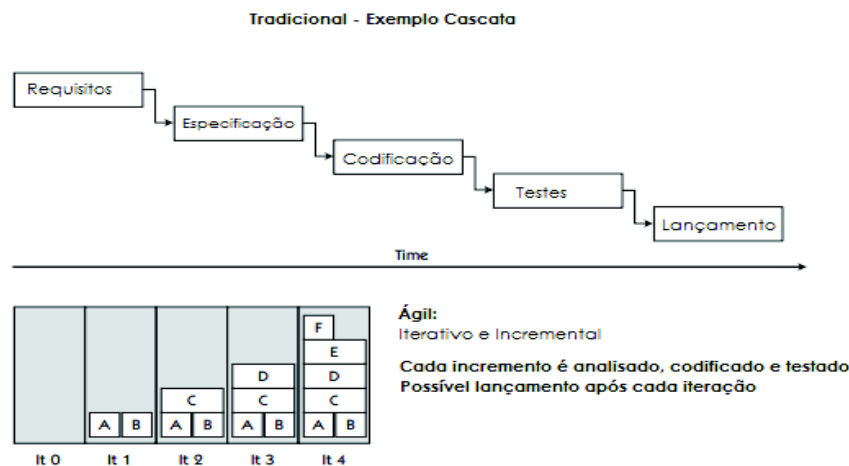 Tradicional - Exemplo Cascata
Requisitos
Especificação
Codificação
Testes
Lançamento
Time
Ágil:
Iterativo e Incremental
Cada incremento é analisado, codificado e testado
Possível lançamento após cada iteração
F
E
D D
C C C
A B A B A B A B
It 0 It 1 It 2 It 3 It 4